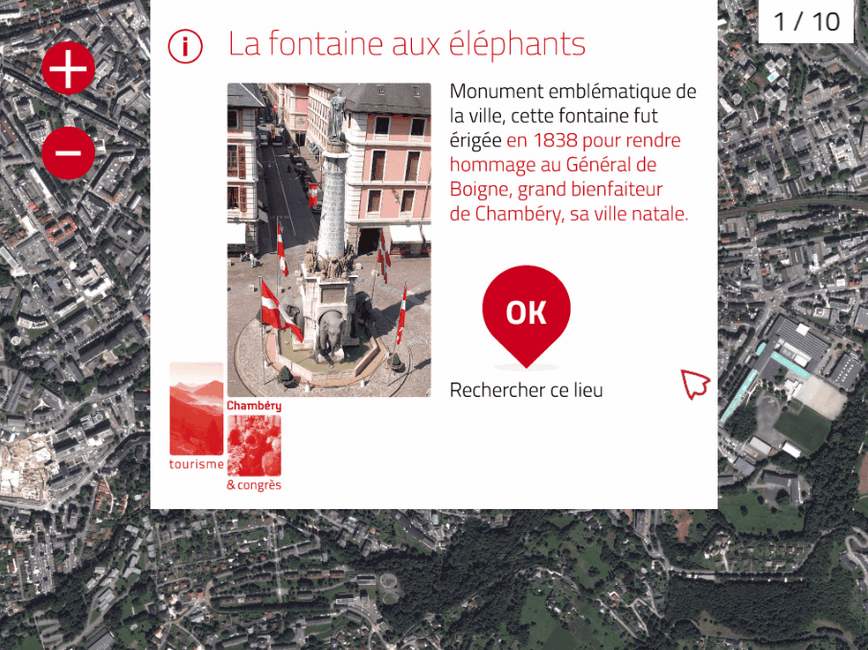 1 / 10
i
La fontaine aux éléphants
Monument emblématique de
la ville, cette fontaine fut
érigée en 1838 pour rendre
hommage au Général de
Boigne, grand bienfaiteur
de Chambéry, sa ville natale.
OK
Rechercher ce lieu
Chambéry
tourisme
& congrès